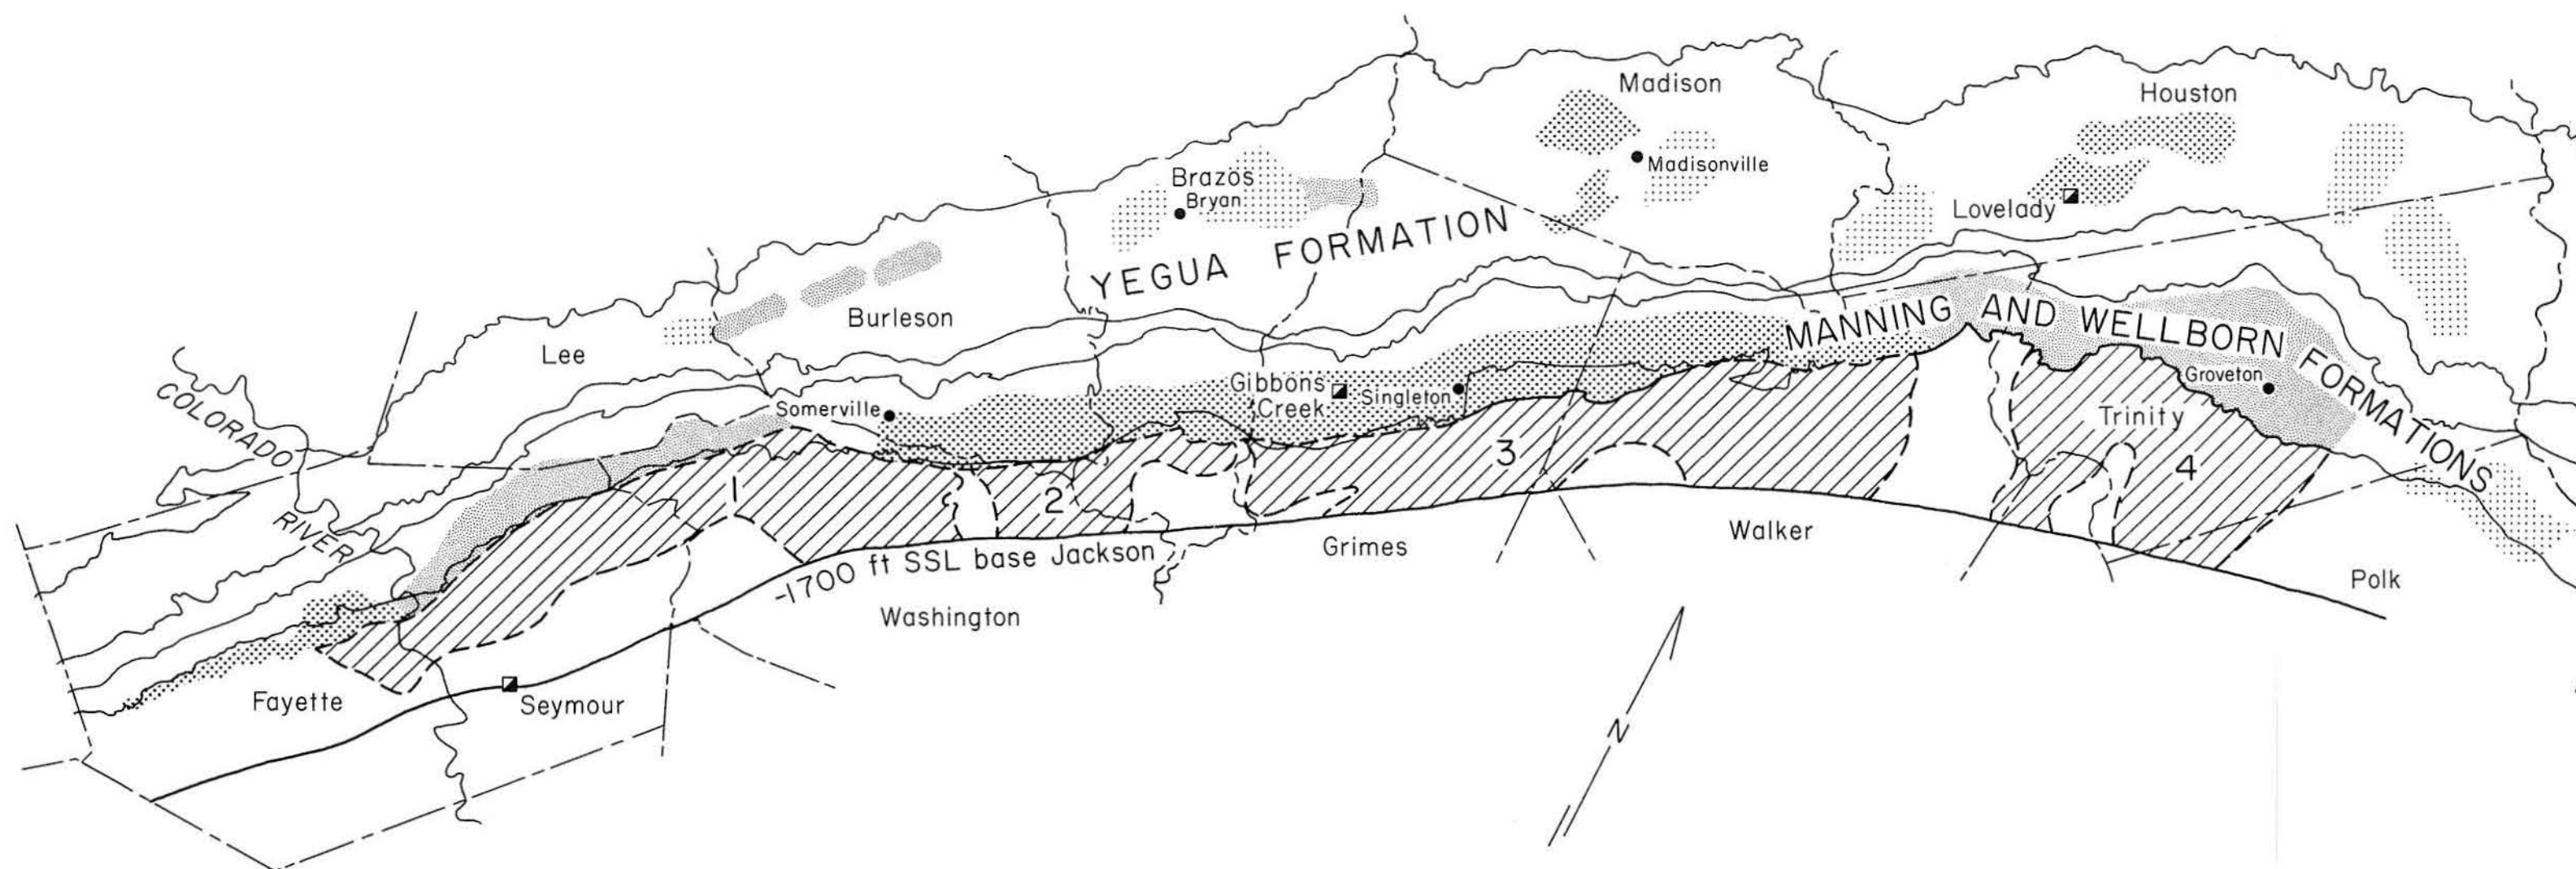 Madison
Houston
Madisonville
Brazos
Bryan
Lovelady
YEGUA FORMATION
Burleson
Lee
MANNING AND WELLBORN FORMATIONS
COLORADO
RIVER
Somerville
Gibbons
Creek
Singleton
Groveton
Trinity
2
3
4
-1700 ft SSL base Jackson
Grimes
Walker
Polk
Washington
Fayette
Seymour
N